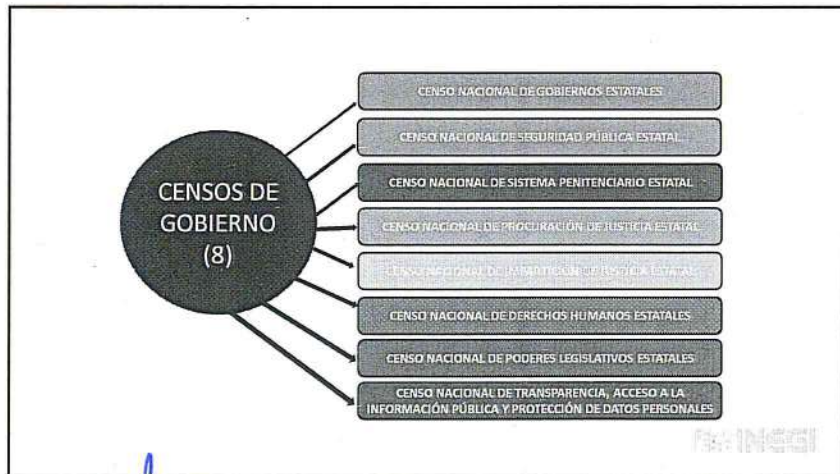 CENSOS DE
GOBIERNO
(8)
CENSO NACIONAL DE GOBIERNOS ESTATALES
CENSO NACIONAL DE SEGURIDAD PÚBLICA ESTATAL
CENSO NACIONAL DE SISTEMA PENITENCIARIO ESTATAL
CENSO NACIONAL DE PROCURACIÓN DE JUSTICIA ESTATAL
CENSO NACIONAL DE IMPARTICIÓN DE JUSTICIA ESTATAL
CENSO NACIONAL DE DERECHOS HUMANOS ESTATALES
CENSO NACIONAL DE PODERES LEGISLATIVOS ESTATALES
CENSO NACIONAL DE TRANSPARENCIA, ACCESO A LA
INFORMACIÓN PÚBLICA Y PROTECCIÓN DE DATOS PERSONALES
INEGI